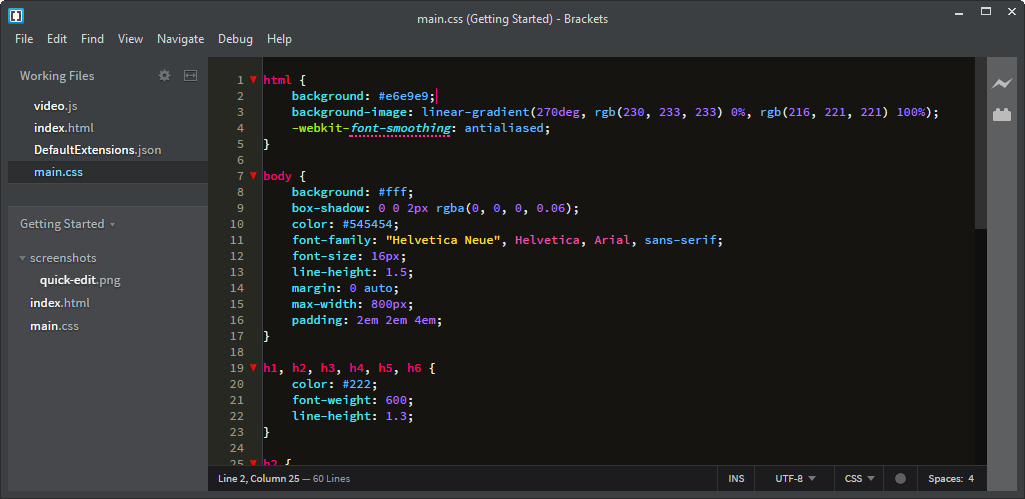 main.css (Getting Started) - Brackets
File Edit Find View Navigate Debug Help
Working Files
video.js
index.html
DefaultExtensions.json
main.css
Getting Started
screenshots
quick-edit.png
index.html
main.css
1 html {
2 background: #e6e9e9;
3 background-image: linear-gradient(270deg, rgb(230, 233, 233) 0%, rgb(216, 221, 221) 100%);
4 -webkit-font-smoothing: antialiased;
5 }
6
7 body {
8 background: #fff;
9 box-shadow: 0 0 2px rgba(0, 0, 0, 0.06);
10 color: #545454;
11 font-family: "Helvetica Neue", Helvetica, Arial, sans-serif;
12 font-size: 16px;
13 line-height: 1.5;
14 margin: 0 auto;
15 max-width: 800px;
16 padding: 2em 2em 4em;
17 }
18
19 h1, h2, h3, h4, h5, h6 {
20 color: #222;
21 font-weight: 600;
22 line-height: 1.3;
23 }
24
25 h2 {
Line 2, Column 25 — 60 Lines INS UTF-8 CSS Spaces: 4